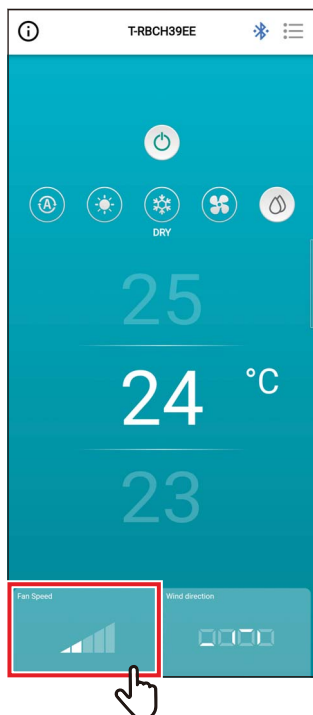 T-RBCH39EE
A
DRY
25
24 °C
23
Fan Speed
Wind direction